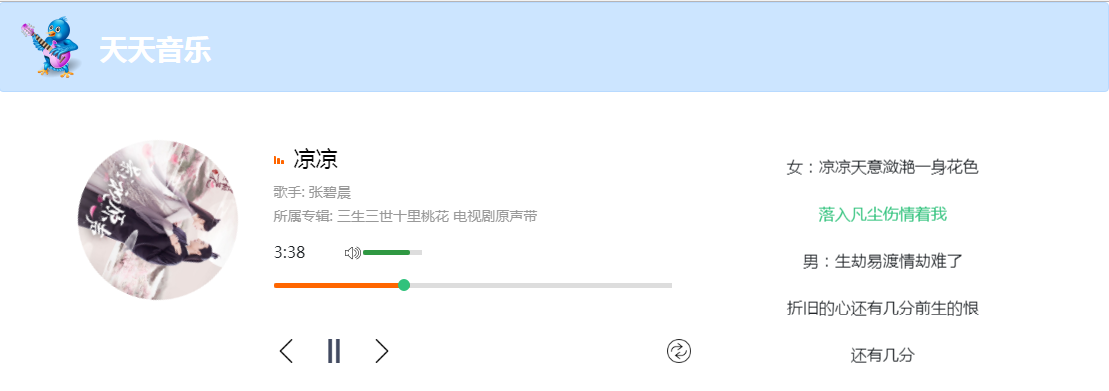 天天音乐
凉凉
歌手: 张碧晨
所属专辑: 三生三世十里桃花 电视剧原声带
3:38
女：凉凉天意潋滟一身花色
落入凡尘伤情着我
男：生劫易渡情劫难了
折旧的心还有几分前生的恨
还有几分